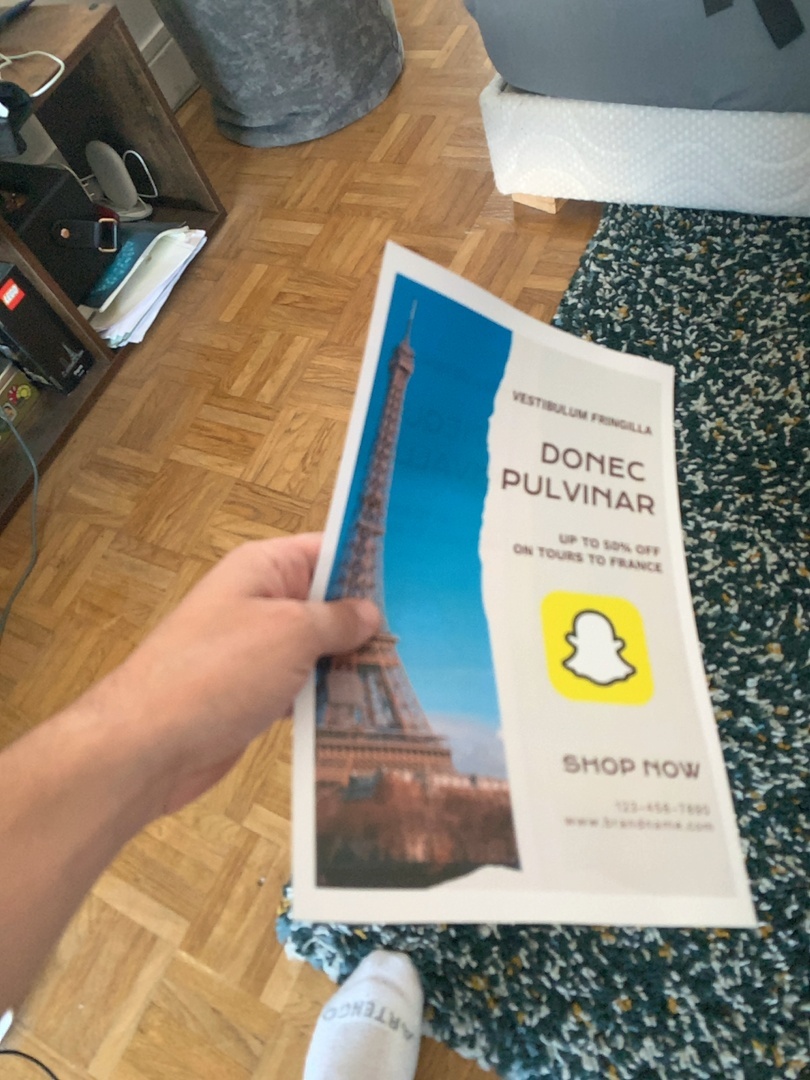 VESTIBULUM FRINGILLA
DONEC
PULVINAR
UP TO 50% OFF
ON TOURS TO FRANCE
SHOP NOW
123-456-7890
www.brandname.com
LEGO
ARTENGO